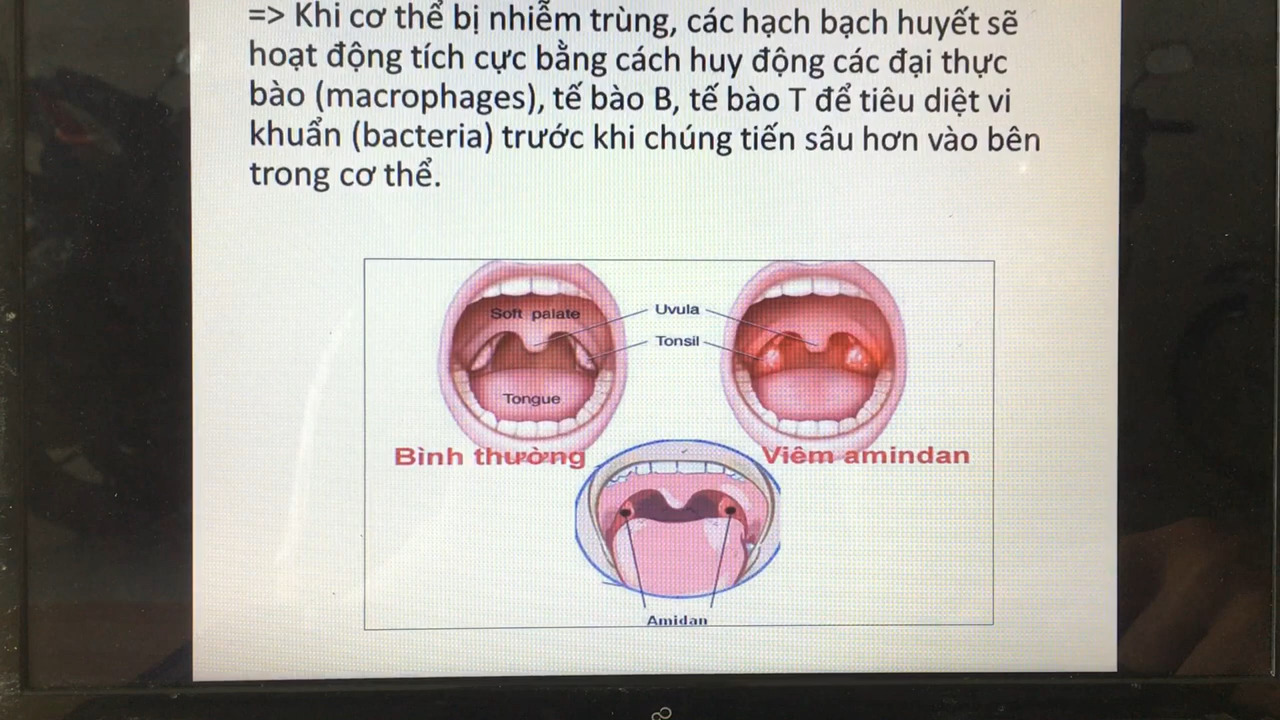 => Khi cơ thể bị nhiễm trùng, các hạch bạch huyết sẽ
hoạt động tích cực bằng cách huy động các đại thực
bào (macrophages), tế bào B, tế bào T để tiêu diệt vi
khuẩn (bacteria) trước khi chúng tiến sâu hơn vào bên
trong cơ thể.
Soft palate
Uvula
Tonsil
Tongue
Bình thường
Viêm amindan
Amidan